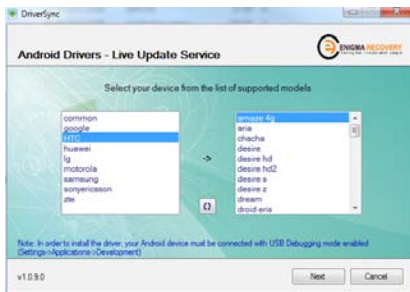 DriverSync
Android Drivers - Live Update Service
ENIGMA RECOVERY
Select your device from the list of supported models
common
google
HTC
huawei
lg
motorola
samsung
sonyericsson
zte
->
amaze 4g
aria
chacha
desire
desire hd
desire hd2
desire s
desire z
dream
droid eris
Note: In order to install the driver, your Android device must be connected with USB Debugging mode enabled
(Settings->Applications->Development)
v1.0.9.0
Next
Cancel